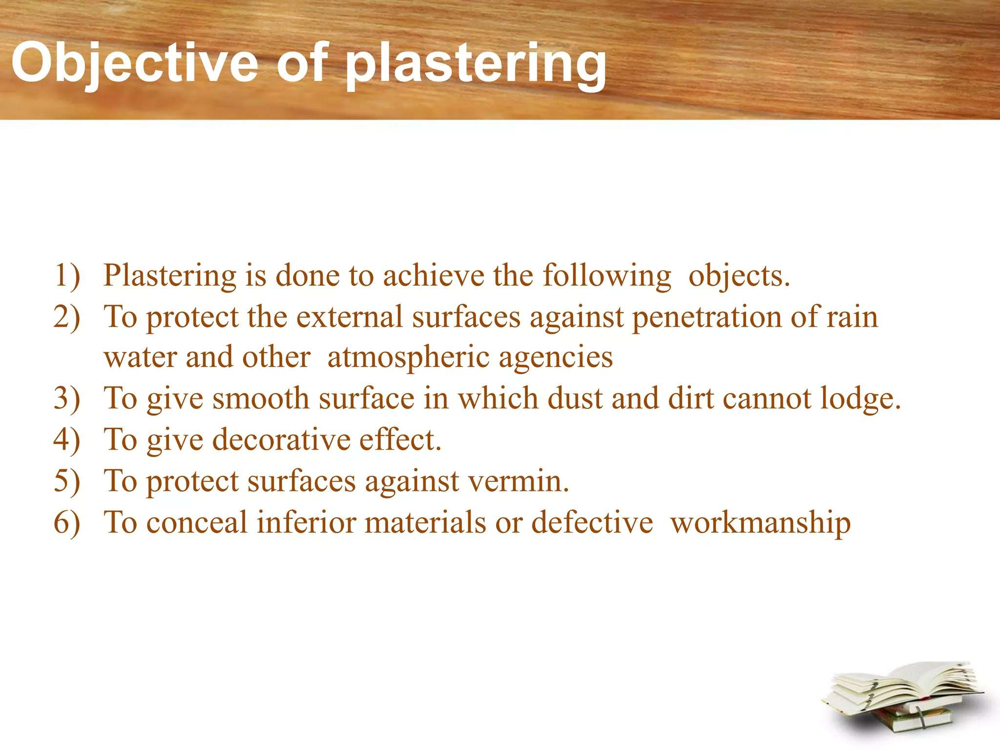 Objective of plastering
1) Plastering is done to achieve the following  objects.
2) To protect the external surfaces against penetration of rain
water and other  atmospheric agencies
3) To give smooth surface in which dust and dirt cannot lodge.
4) To give decorative effect.
5) To protect surfaces against vermin.
6) To conceal inferior materials or defective  workmanship